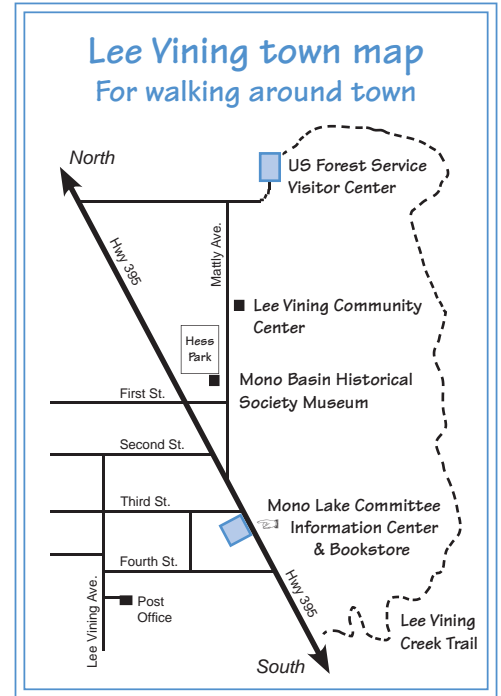 Lee Vining town map
For walking around town
North
US Forest Service
Visitor Center
Hwy 395
Mattly Ave.
Lee Vining Community
Center
Hess
Park
Mono Basin Historical
Society Museum
First St.
Second St.
Third St.
Mono Lake Committee
Information Center
& Bookstore
Fourth St.
Hwy 395
Lee Vining Ave.
Post
Office
Lee Vining
Creek Trail
South